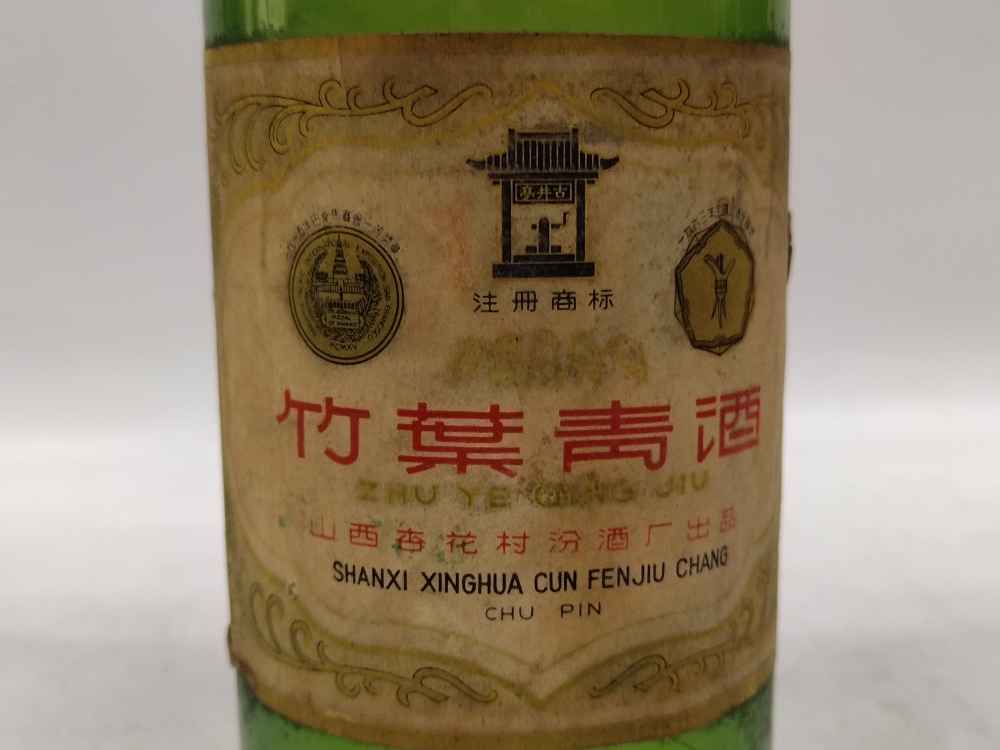 古井亭
注册商标
竹葉青酒
ZHU YE QING JIU
山西杏花村汾酒厂出品
SHANXI XINGHUA CUN FENJIU CHANG
CHU PIN